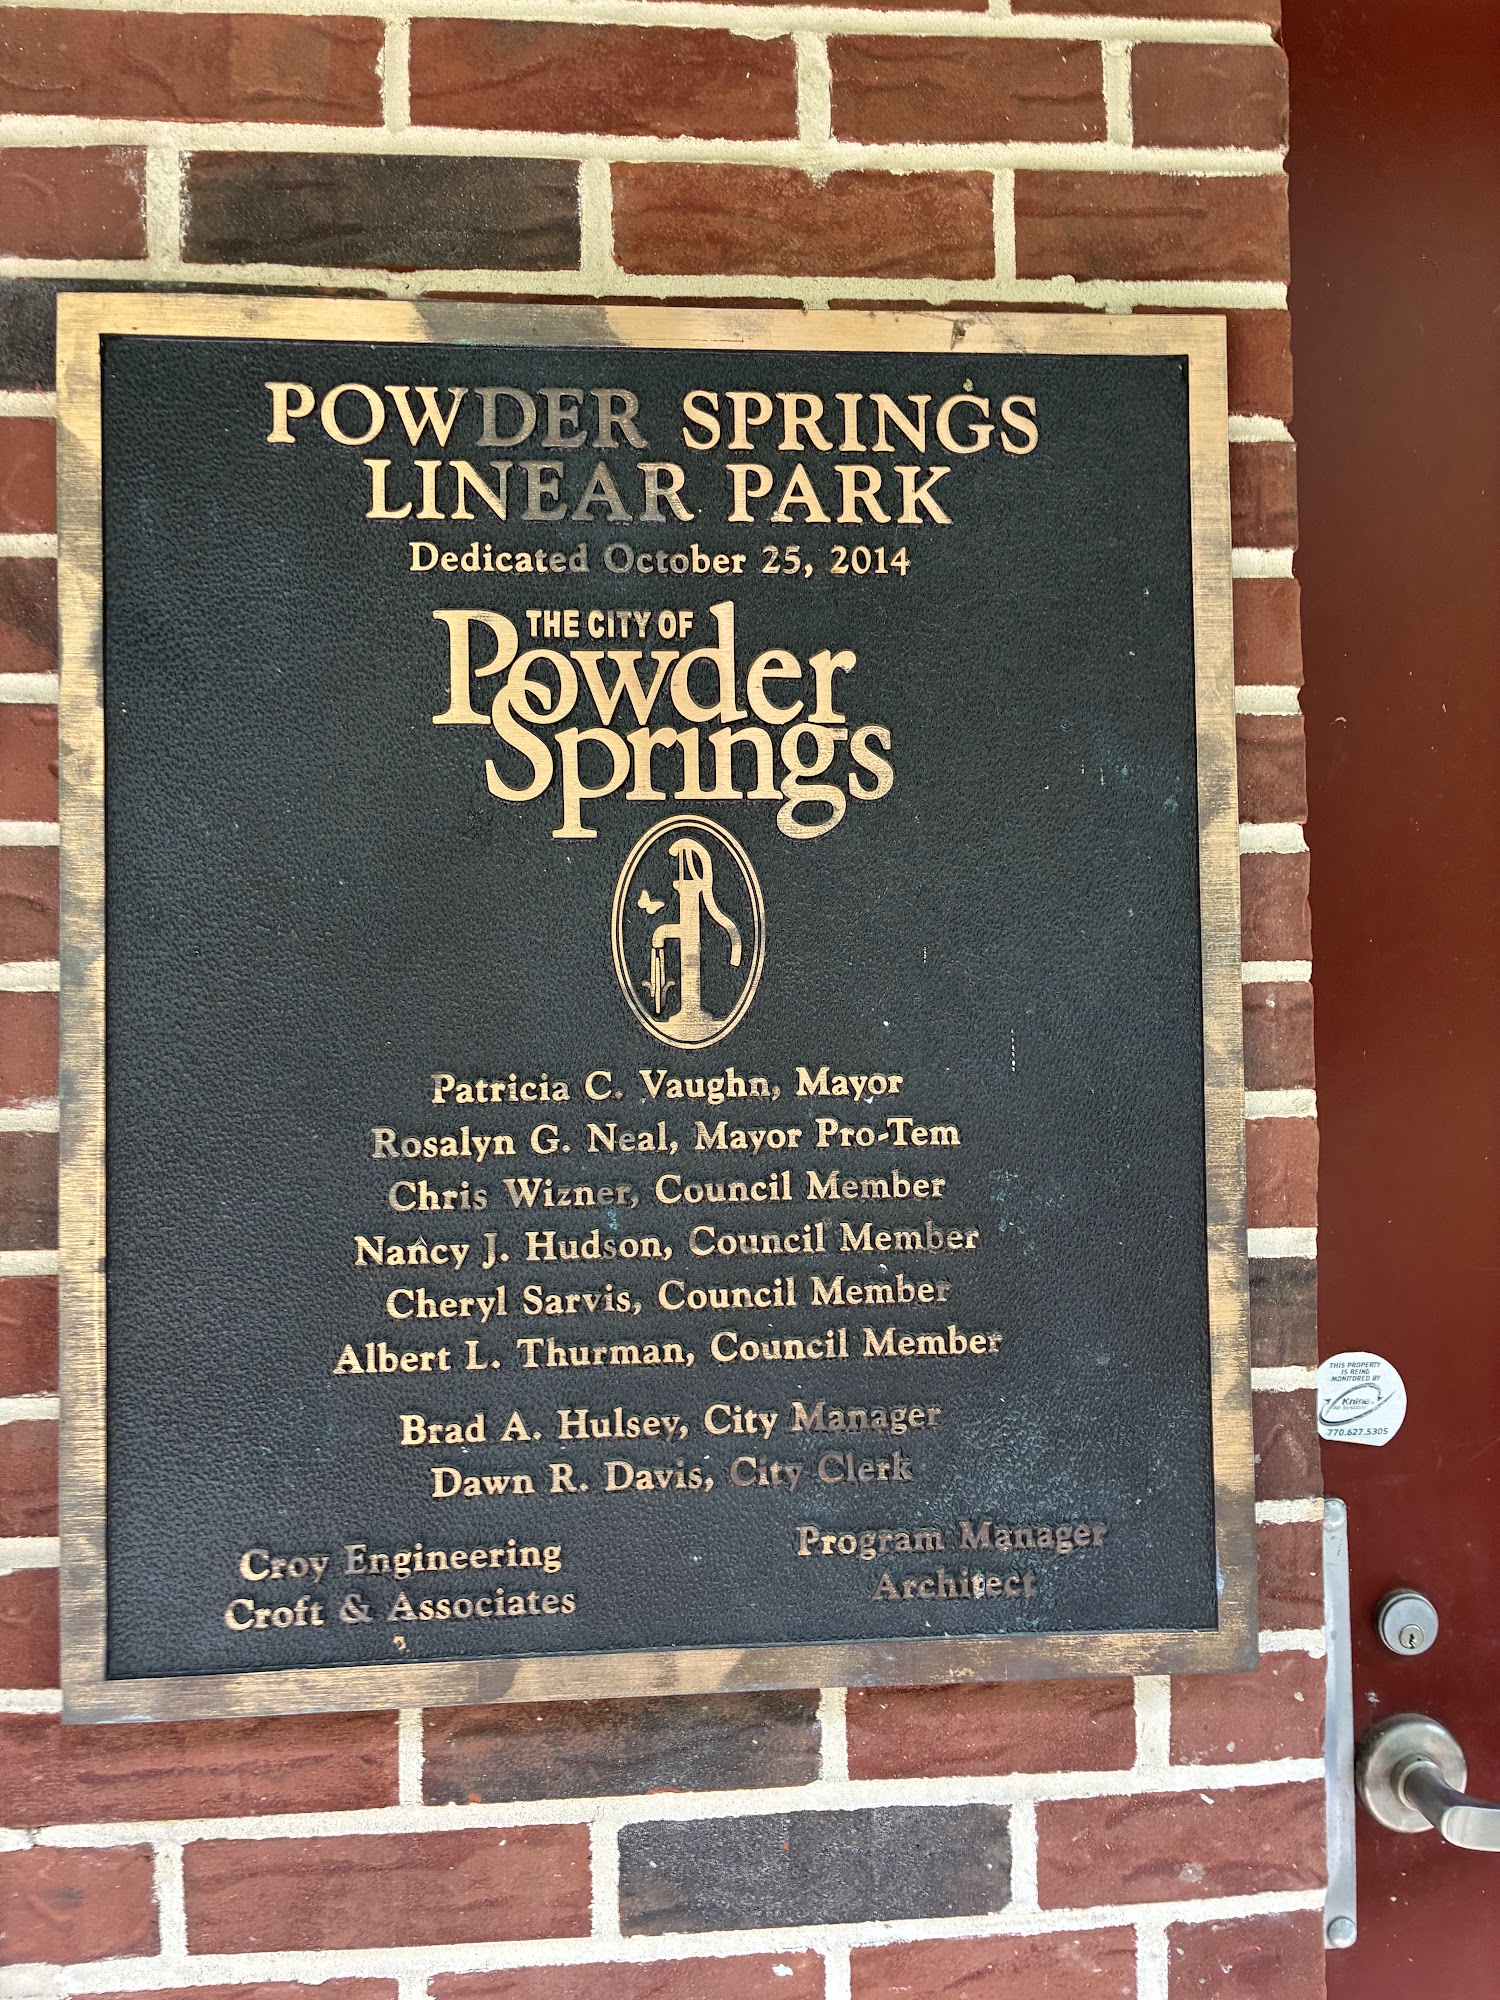 POWDER SPRINGS
LINEAR PARK
Dedicated October 25, 2014
THE CITY OF
Powder
Springs
Patricia C. Vaughn, Mayor
Rosalyn G. Neal, Mayor Pro-Tem
Chris Wizner, Council Member
Nancy J. Hudson, Council Member
Cheryl Sarvis, Council Member
Albert L. Thurman, Council Member
Brad A. Hulsey, City Manager
Dawn R. Davis, City Clerk
Croy Engineering Program Manager
Croft & Associates Architect
THIS PROPERTY
IS BEING
MONITORED BY
770.627.5305